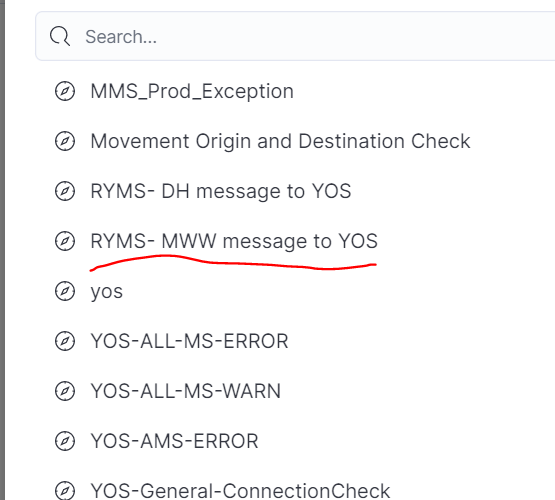 Search...
MMS_Prod_Exception
Movement Origin and Destination Check
RYMS- DH message to YOS
RYMS- MWW message to YOS
yos
YOS-ALL-MS-ERROR
YOS-ALL-MS-WARN
YOS-AMS-ERROR
YOS-General-ConnectionCheck